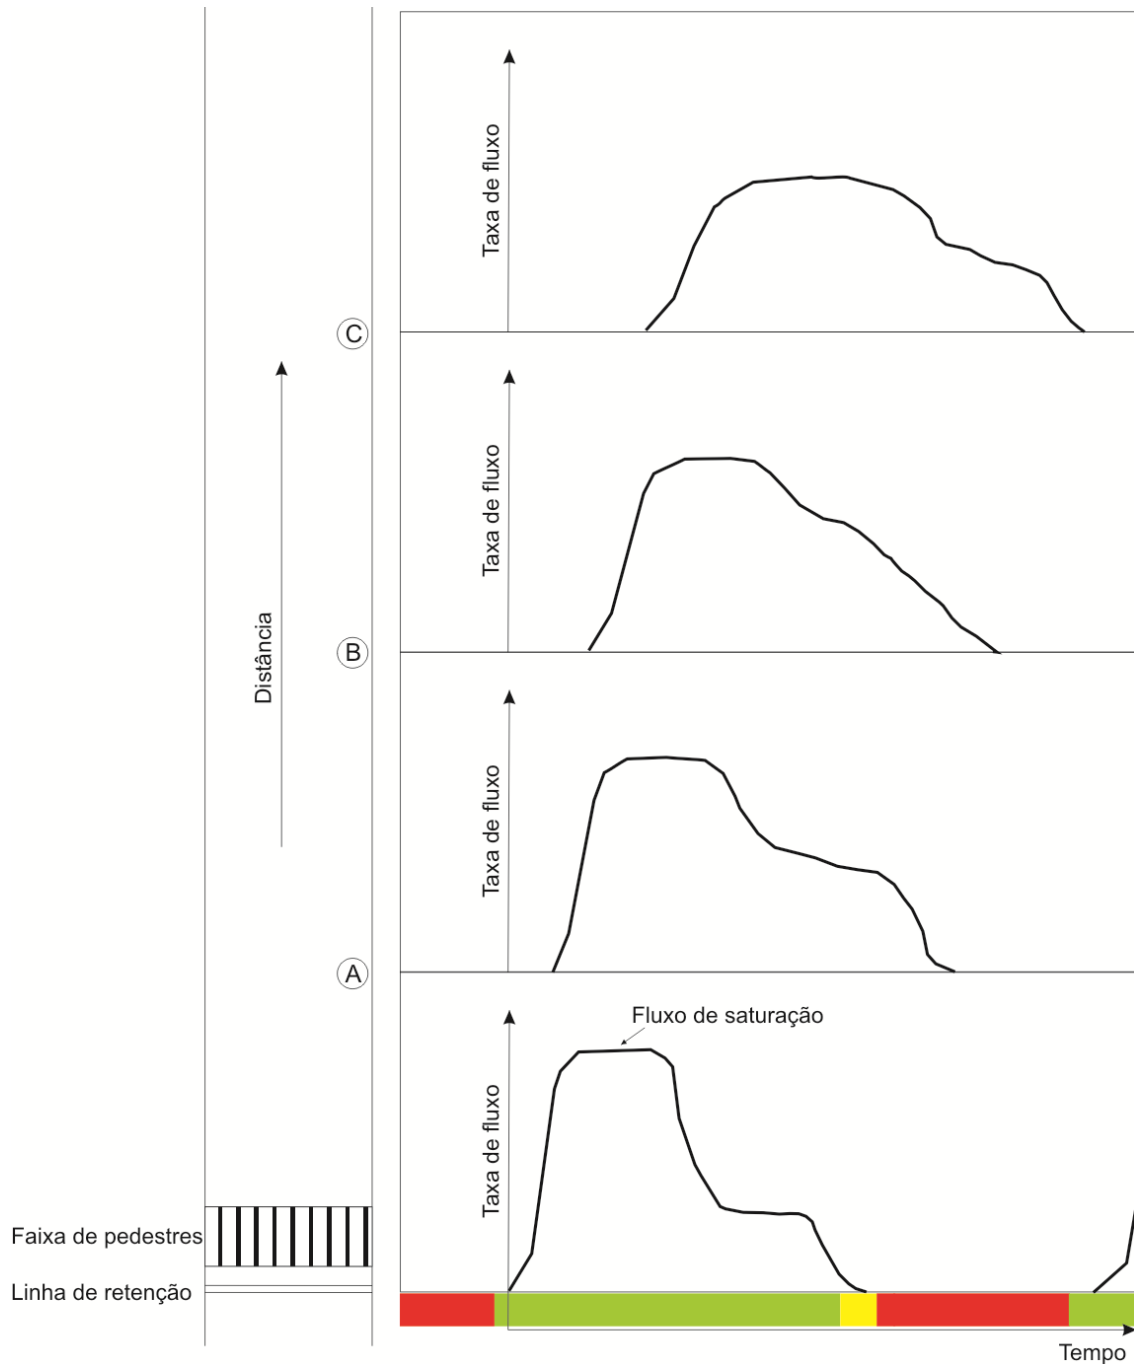 Taxa de fluxo
C
Taxa de fluxo
Distância
B
Taxa de fluxo
A
Fluxo de saturação
Taxa de fluxo
Faixa de pedestres
Linha de retenção
Tempo